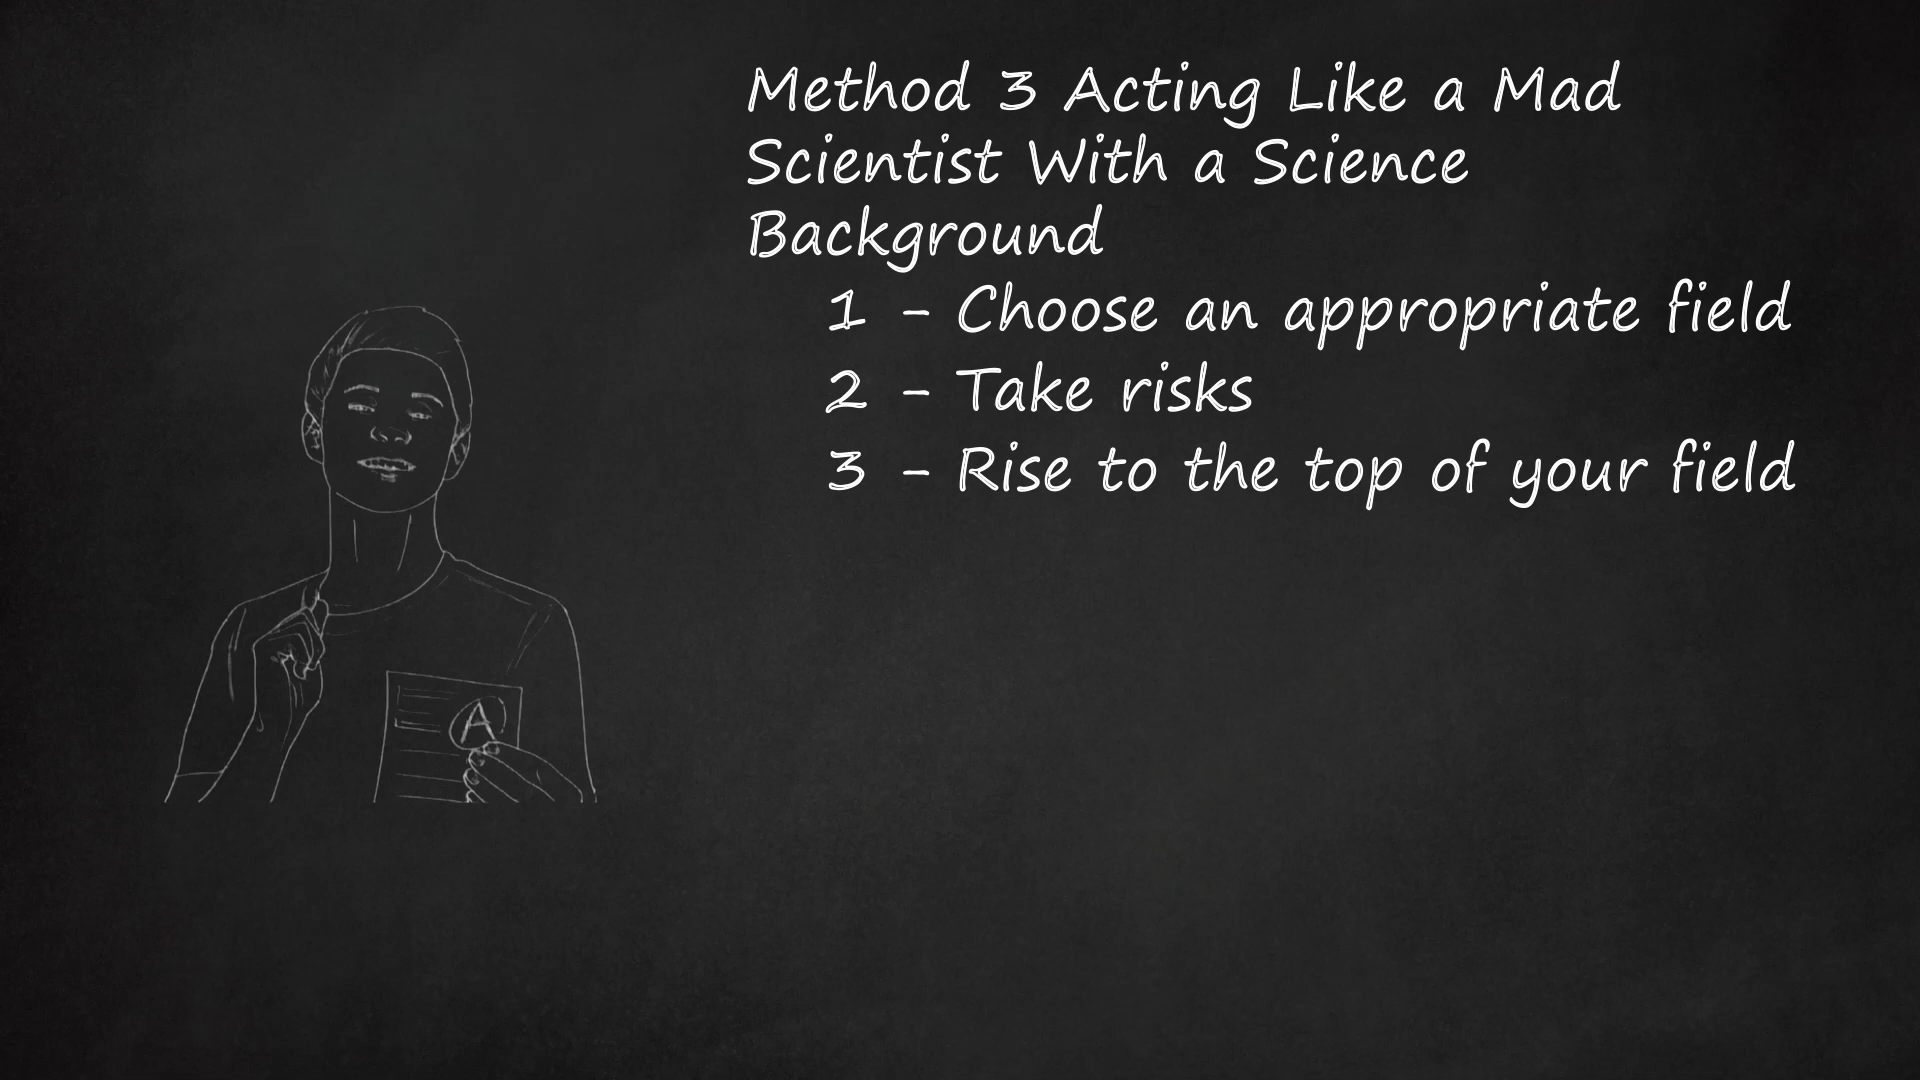 Method 3 Acting Like a Mad
Scientist With a Science
Background
1 - Choose an appropriate field
2 - Take risks
3 - Rise to the top of your field
A